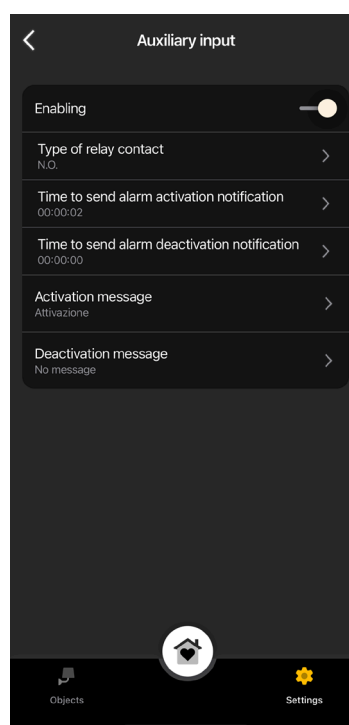 Auxiliary input
Enabling
Type of relay contact
N.O.
Time to send alarm activation notification
00:00:02
Time to send alarm deactivation notification
00:00:00
Activation message
Attivazione
Deactivation message
No message
Objects
Settings